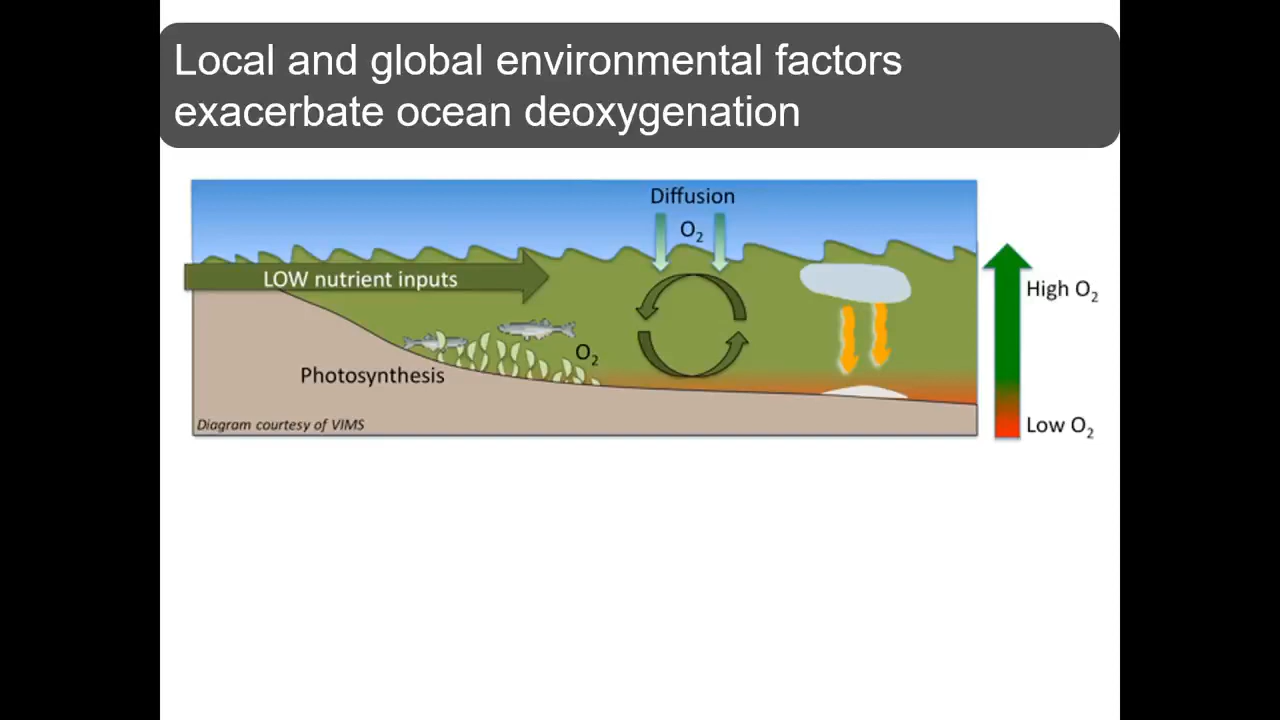 Local and global environmental factors
exacerbate ocean deoxygenation
Diffusion
O₂
LOW nutrient inputs
High O₂
O₂
Photosynthesis
Diagram courtesy of VIMS
Low O₂